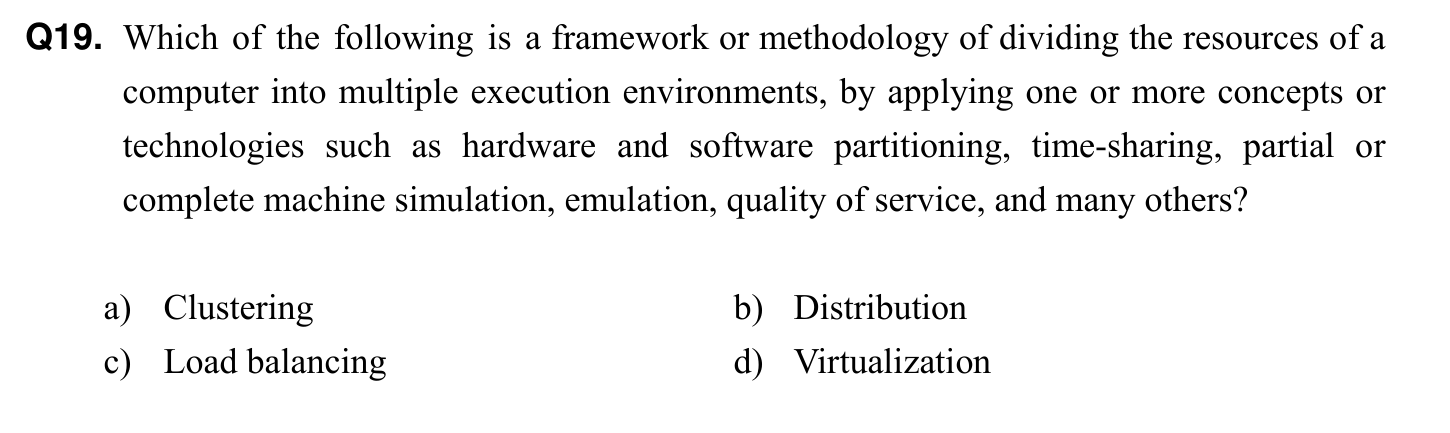 Q19. Which of the following is a framework or methodology of dividing the resources of a
computer into multiple execution environments, by applying one or more concepts or
technologies such as hardware and software partitioning, time-sharing, partial or
complete machine simulation, emulation, quality of service, and many others?
a) Clustering b) Distribution
c) Load balancing d) Virtualization